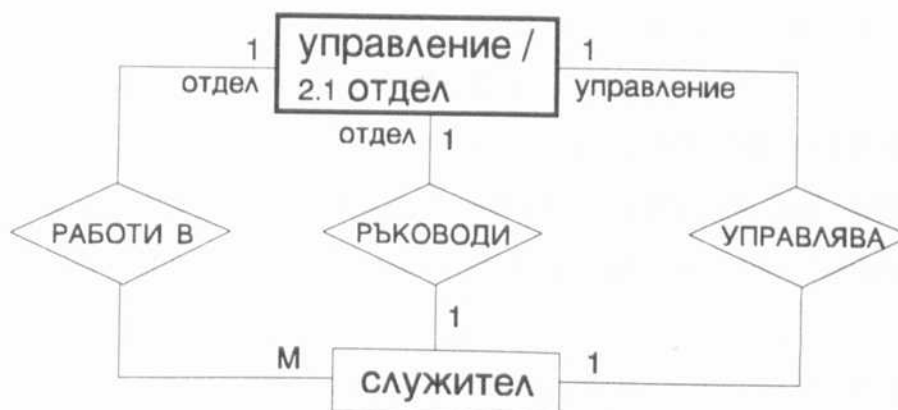 1
управление /
1
отдел
2.1 отдел
управление
отдел
1
РАБОТИ В
РЪКОВОДИ
УПРАВЛЯВА
1
М
служител
1